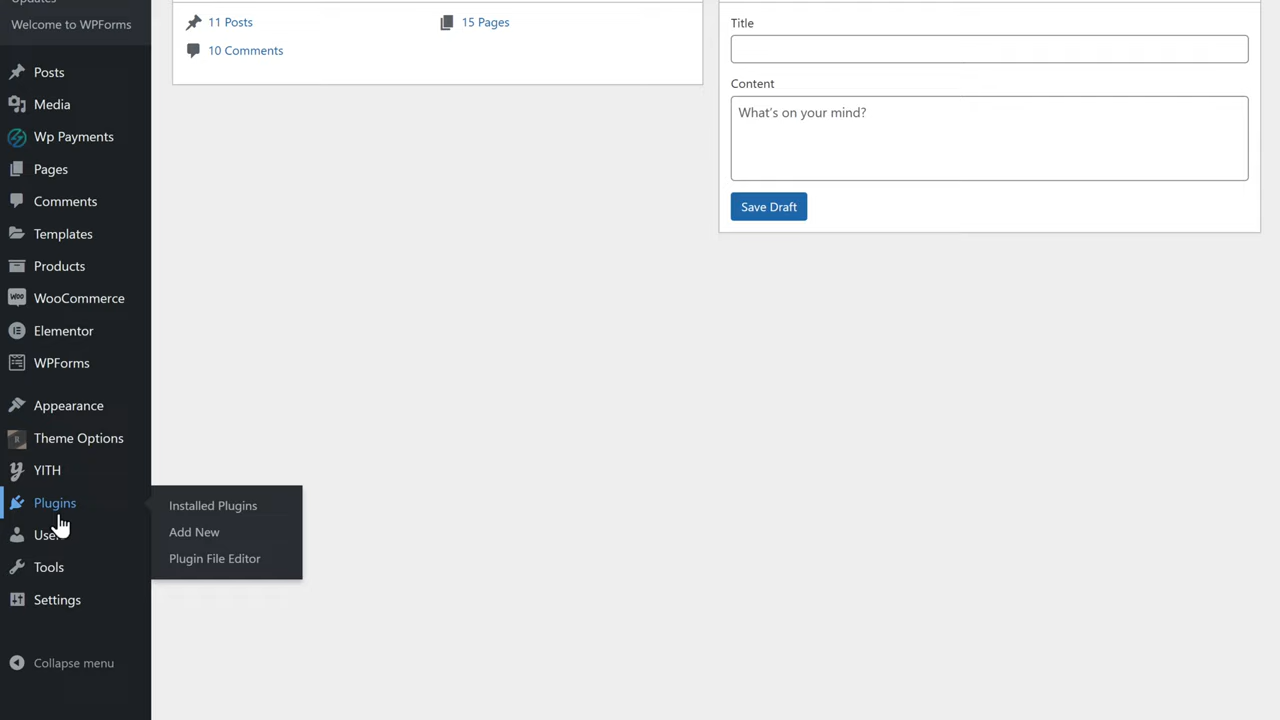 Updates
Welcome to WPForms
Posts
Media
Wp Payments
Pages
Comments
Templates
Products
WooCommerce
Elementor
WPForms
Appearance
Theme Options
YITH
Plugins
Users
Tools
Settings
Collapse menu
Installed Plugins
Add New
Plugin File Editor
11 Posts
15 Pages
10 Comments
Title
Content
What's on your mind?
Save Draft